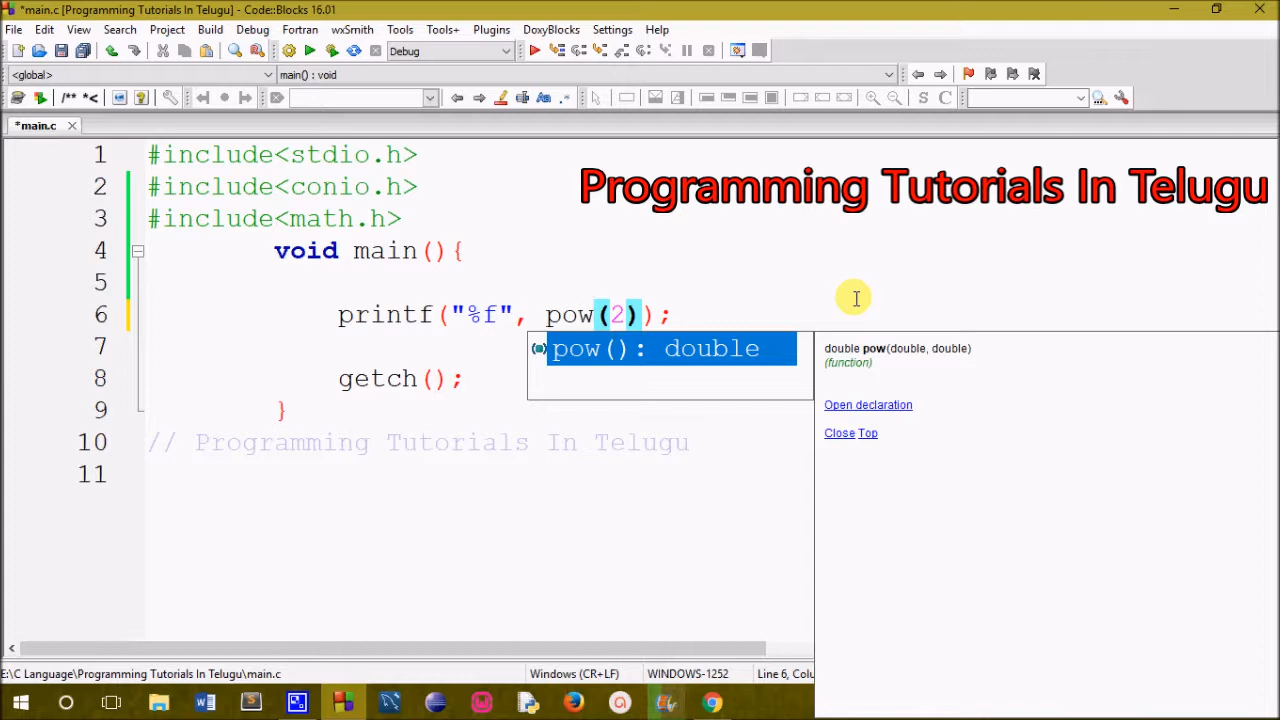 *main.c [Programming Tutorials In Telugu] - Code::Blocks 16.01
File Edit View Search Project Build Debug Fortran wxSmith Tools Tools+ Plugins DoxyBlocks Settings Help
Debug
<global> main() : void
/** *<
S C
*main.c
1 #include<stdio.h>
2 #include<conio.h>
Programming Tutorials In Telugu
3 #include<math.h>
4 void main(){
5
6 printf("%f", pow(2));
7 pow(): double
double pow(double, double)
(function)
8 getch();
Open declaration
9 }
Close Top
10 // Programming Tutorials In Telugu
11
E:\C Language\Programming Tutorials In Telugu\main.c Windows (CR+LF) WINDOWS-1252 Line 6, Colu